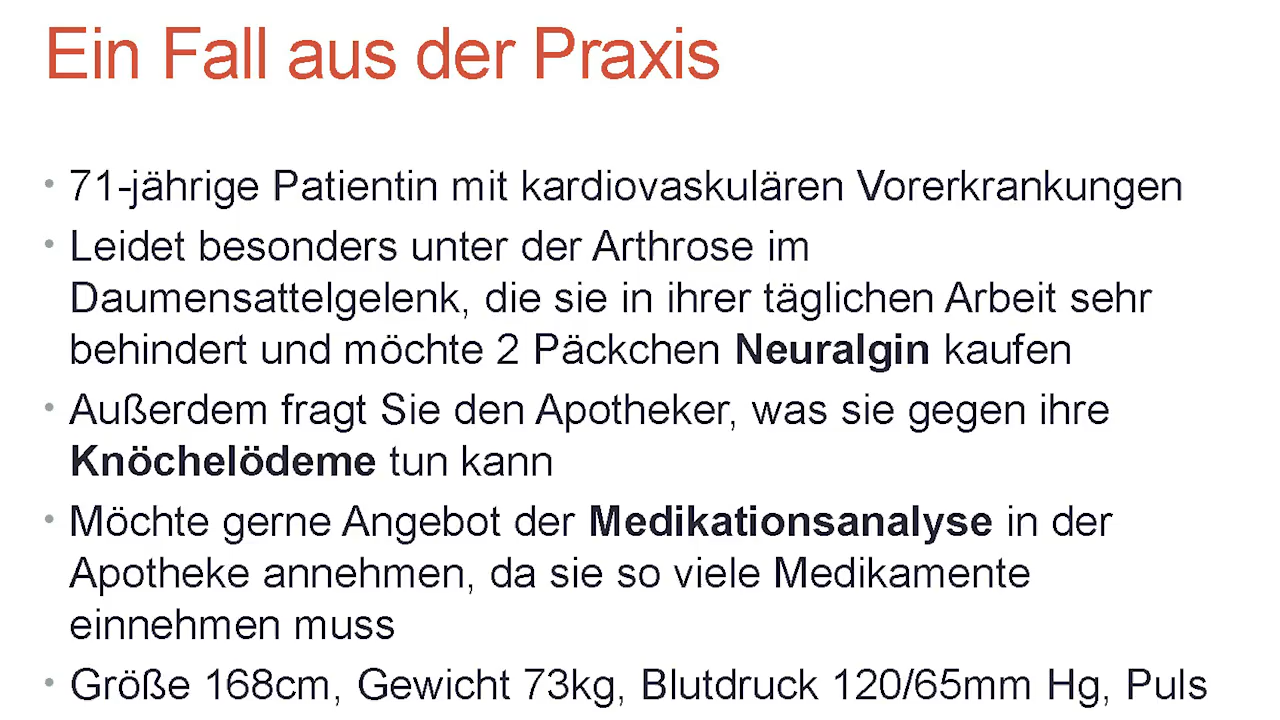 Ein Fall aus der Praxis
• 71-jährige Patientin mit kardiovaskulären Vorerkrankungen
• Leidet besonders unter der Arthrose im
Daumensattelgelenk, die sie in ihrer täglichen Arbeit sehr
behindert und möchte 2 Päckchen Neuralgin kaufen
• Außerdem fragt Sie den Apotheker, was sie gegen ihre
Knöchelödeme tun kann
• Möchte gerne Angebot der Medikationsanalyse in der
Apotheke annehmen, da sie so viele Medikamente
einnehmen muss
• Größe 168cm, Gewicht 73kg, Blutdruck 120/65mm Hg, Puls